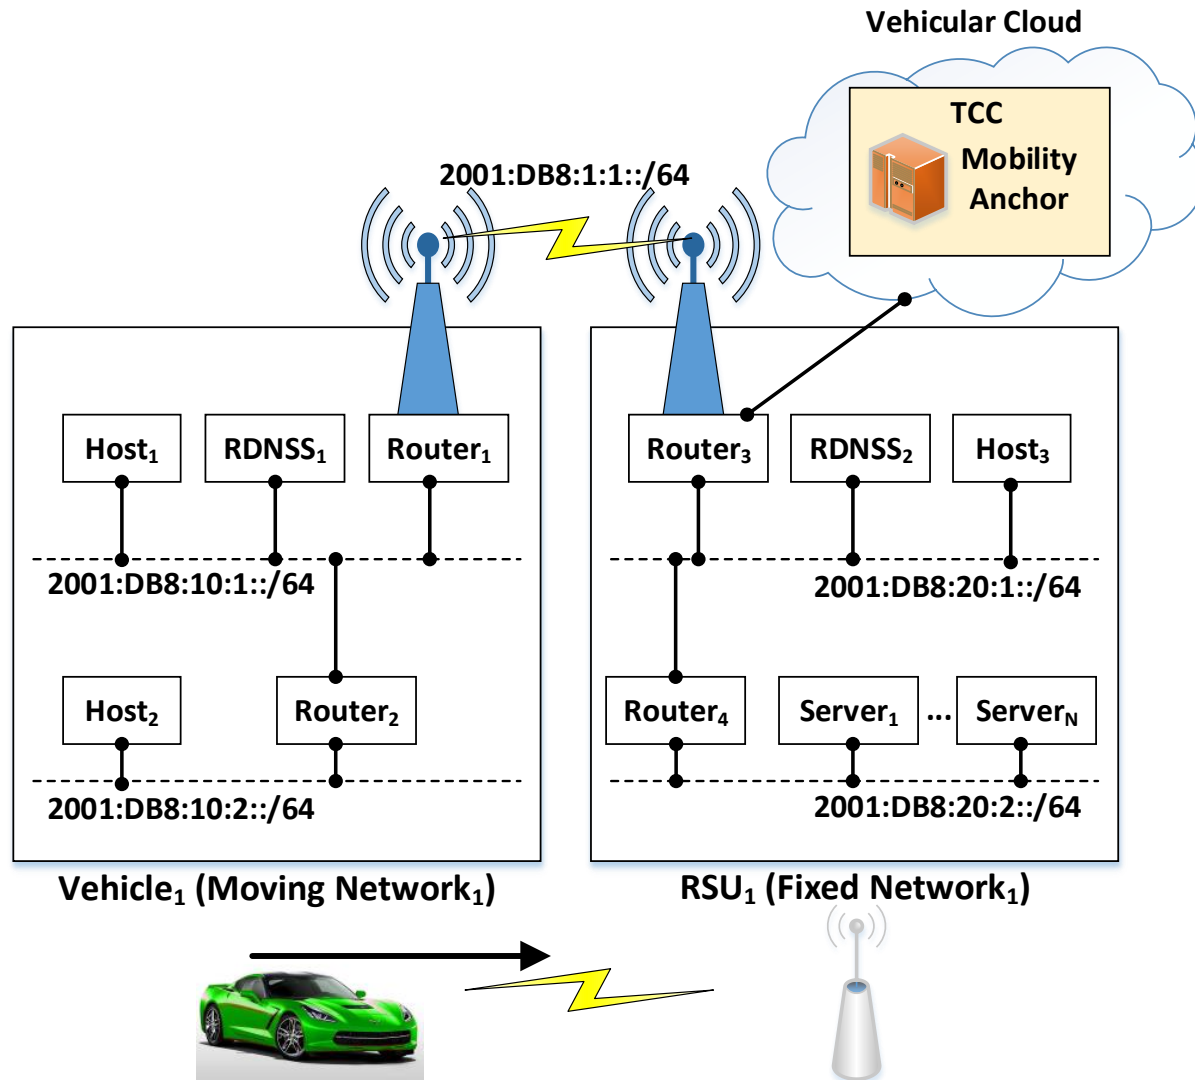 Vehicular Cloud
TCC
Mobility
Anchor
2001:DB8:1:1::/64
Host₁
RDNSS₁
Router₁
Router₃
RDNSS₂
Host₃
2001:DB8:10:1::/64
2001:DB8:20:1::/64
Host₂
Router₂
Router₄
Server₁
...
Server_N
2001:DB8:10:2::/64
2001:DB8:20:2::/64
Vehicle₁ (Moving Network₁)
RSU₁ (Fixed Network₁)